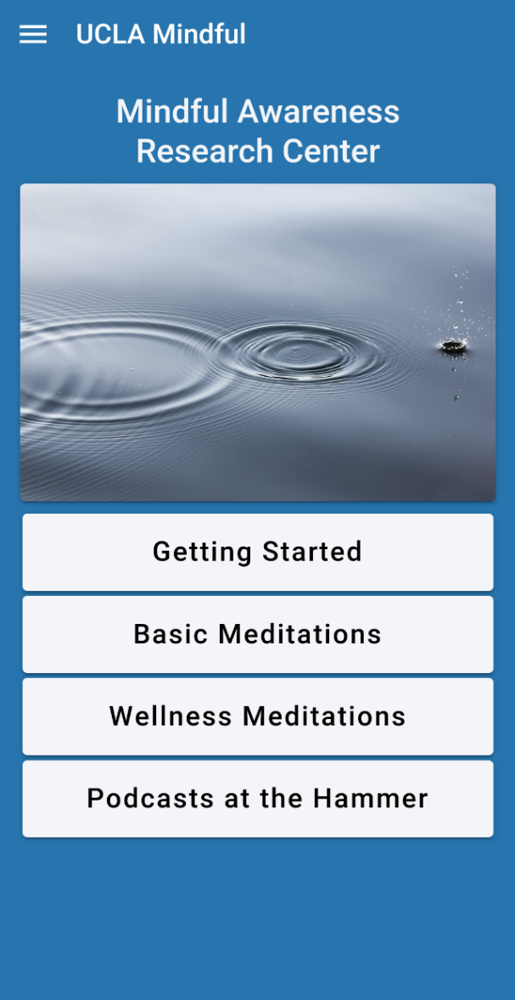 UCLA Mindful
Mindful Awareness
Research Center
Getting Started
Basic Meditations
Wellness Meditations
Podcasts at the Hammer